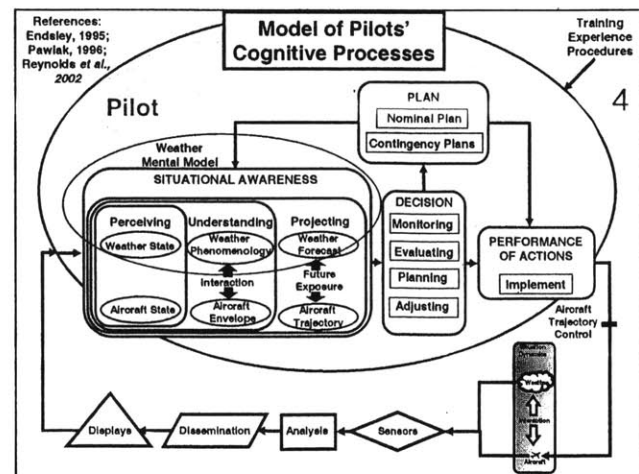 References:
Endsley, 1995;
Pawlak, 1996;
Reynolds et al.,
2002
Model of Pilots'
Cognitive Processes
Training
Experience
Procedures
4
Pilot
PLAN
Nominal Plan
Contingency Plans
Weather
Mental Model
SITUATIONAL AWARENESS
Perceiving
Weather State
Aircraft State
Understanding
Weather
Phenomenology
Interaction
Aircraft
Envelope
Projecting
Weather
Forecast
Future
Exposure
Aircraft
Trajectory
DECISION
Monitoring
Evaluating
Planning
Adjusting
PERFORMANCE
OF ACTIONS
Implement
Aircraft
Trajectory
Control
Situation
Dynamics
Weather
Interaction
Aircraft
Displays
Dissemination
Analysis
Sensors